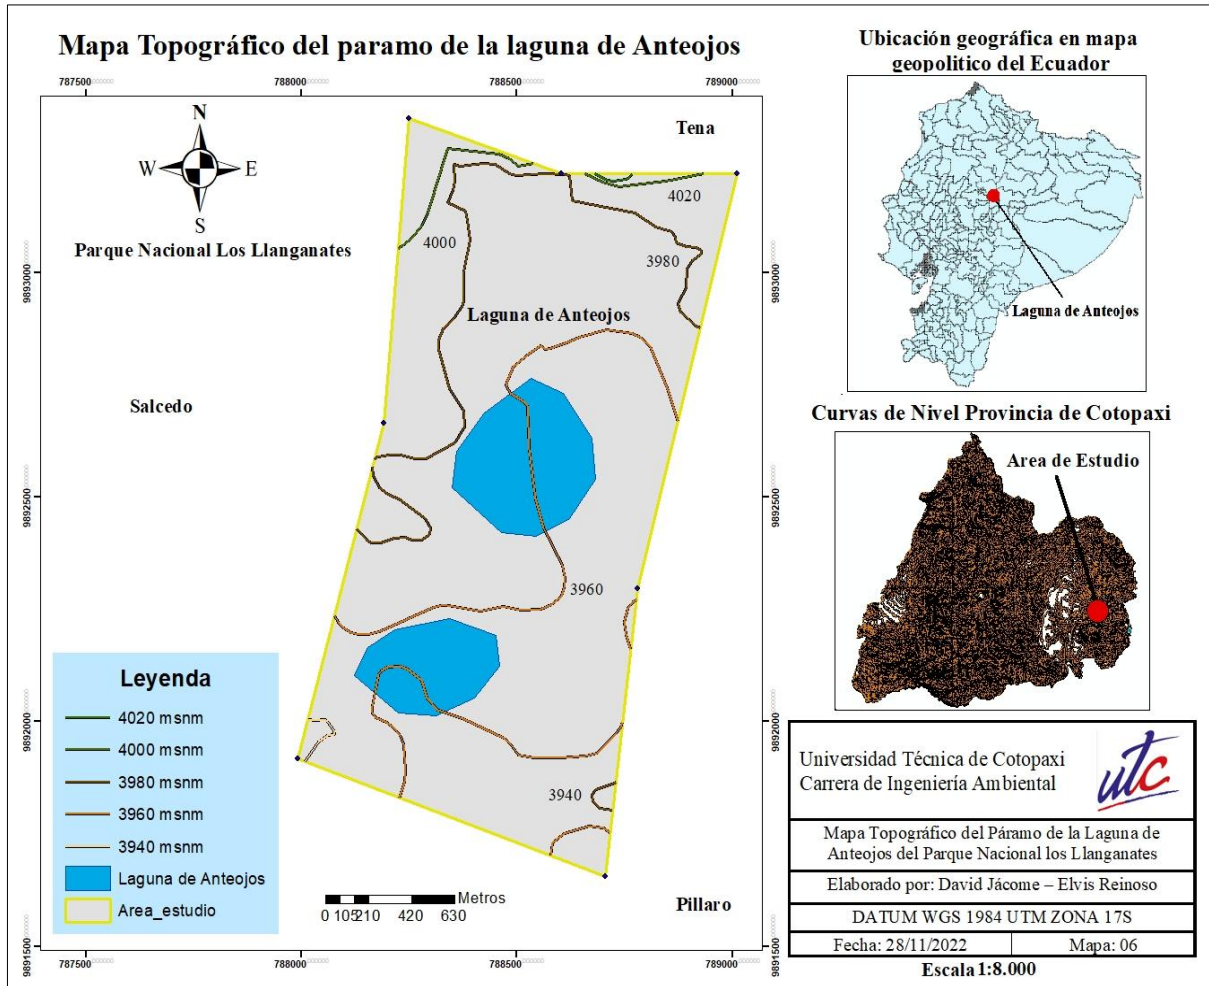 Mapa Topográfico del paramo de la laguna de Anteojos
787500
788000
788500
789000
N
W
E
S
Tena
Parque Nacional Los Llanganates
4000
4020
3980
Laguna de Anteojos
Salcedo
3960
3940
Pillaro
9893000
9892500
9892000
9891500
9893000
9892500
9892000
9891500
Leyenda
4020 msnm
4000 msnm
3980 msnm
3960 msnm
3940 msnm
Laguna de Anteojos
Area_estudio
Metros
0 105 210 420 630
787500
788000
788500
789000
Ubicación geográfica en mapa
geopolitico del Ecuador
Laguna de Anteojos
Curvas de Nivel Provincia de Cotopaxi
Area de Estudio
Universidad Técnica de Cotopaxi
Carrera de Ingeniería Ambiental
utc
Mapa Topográfico del Páramo de la Laguna de
Anteojos del Parque Nacional los Llanganates
Elaborado por: David Jácome – Elvis Reinoso
DATUM WGS 1984 UTM ZONA 17S
Fecha: 28/11/2022
Mapa: 06
Escala 1:8.000